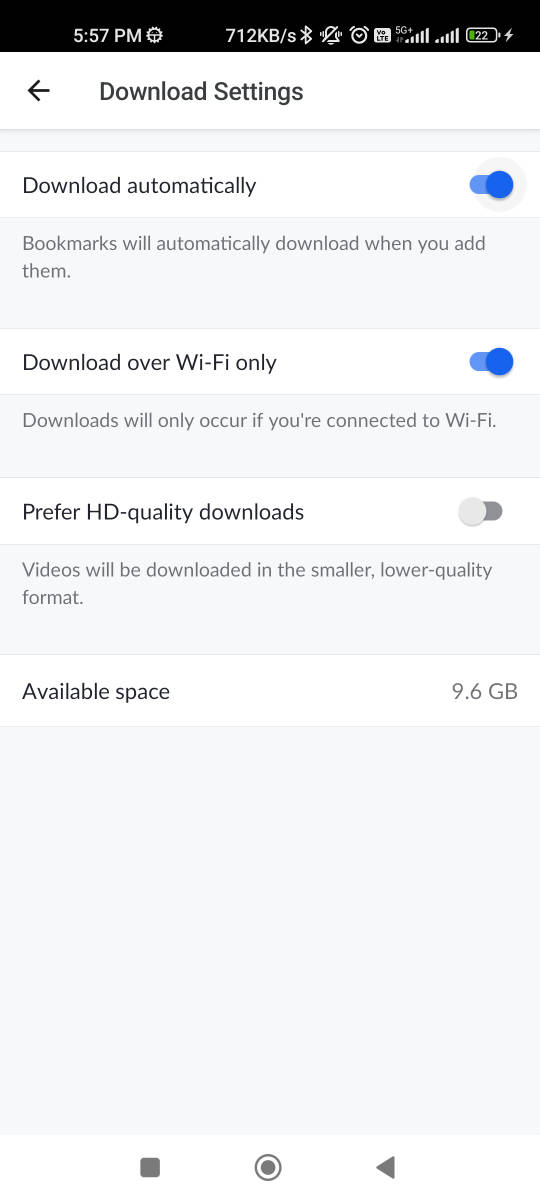 5:57 PM 712KB/s Vo LTE 5G+ 22
Download Settings
Download automatically
Bookmarks will automatically download when you add
them.
Download over Wi-Fi only
Downloads will only occur if you're connected to Wi-Fi.
Prefer HD-quality downloads
Videos will be downloaded in the smaller, lower-quality
format.
Available space 9.6 GB